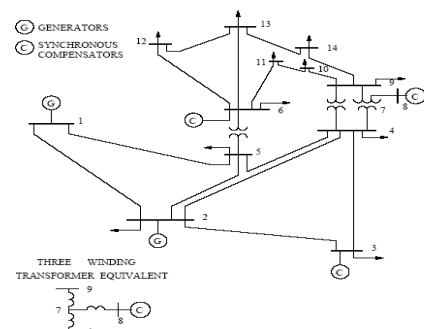 G GENERATORS
C SYNCHRONOUS
COMPENSATORS
13
12
14
11
10
9
G
C
6
7
8
C
1
4
5
2
G
3
C
THREE WINDING
TRANSFORMER EQUIVALENT
9
7
C
8